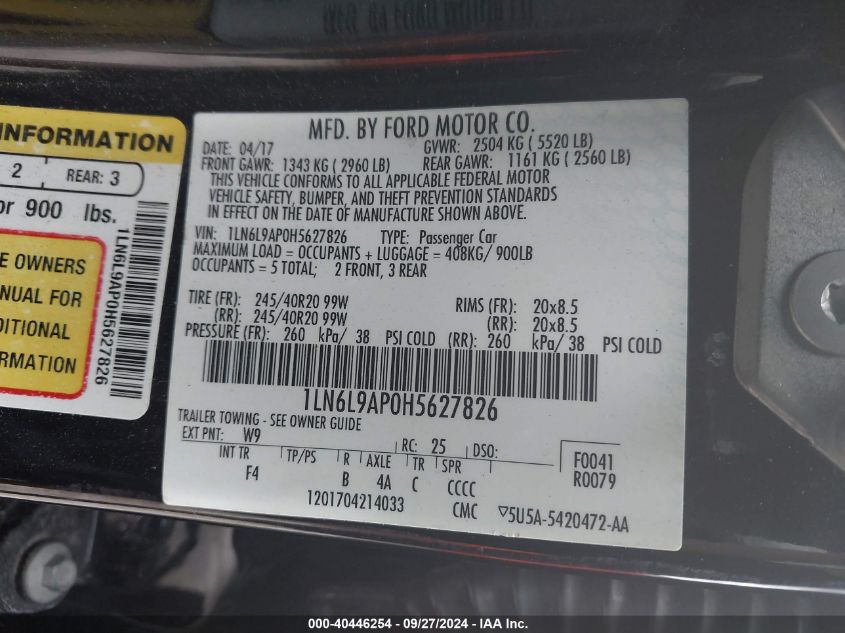 INFORMATION
2 REAR: 3
or 900 lbs.
E OWNERS
ANUAL FOR
DITIONAL
ORMATION
1LN6L9AP0H5627826
MFD. BY FORD MOTOR CO.
DATE: 04/17 GVWR: 2504 KG ( 5520 LB)
FRONT GAWR: 1343 KG ( 2960 LB) REAR GAWR: 1161 KG ( 2560 LB)
THIS VEHICLE CONFORMS TO ALL APPLICABLE FEDERAL MOTOR
VEHICLE SAFETY, BUMPER, AND THEFT PREVENTION STANDARDS
IN EFFECT ON THE DATE OF MANUFACTURE SHOWN ABOVE.
VIN: 1LN6L9AP0H5627826 TYPE: Passenger Car
MAXIMUM LOAD = OCCUPANTS + LUGGAGE = 408KG/ 900LB
OCCUPANTS = 5 TOTAL; 2 FRONT, 3 REAR
TIRE (FR): 245/40R20 99W RIMS (FR): 20x8.5
(RR): 245/40R20 99W (RR): 20x8.5
PRESSURE (FR): 260 kPa/ 38 PSI COLD (RR): 260 kPa/ 38 PSI COLD
1LN6L9AP0H5627826
TRAILER TOWING - SEE OWNER GUIDE
EXT PNT: W9 RC: 25 DSO: F0041
R0079
INT TR TP/PS R AXLE TR SPR
F4 B 4A C CCCC
1201704214033 CMC ▽5U5A-5420472-AA
000-40446254 - 09/27/2024 - IAA Inc.